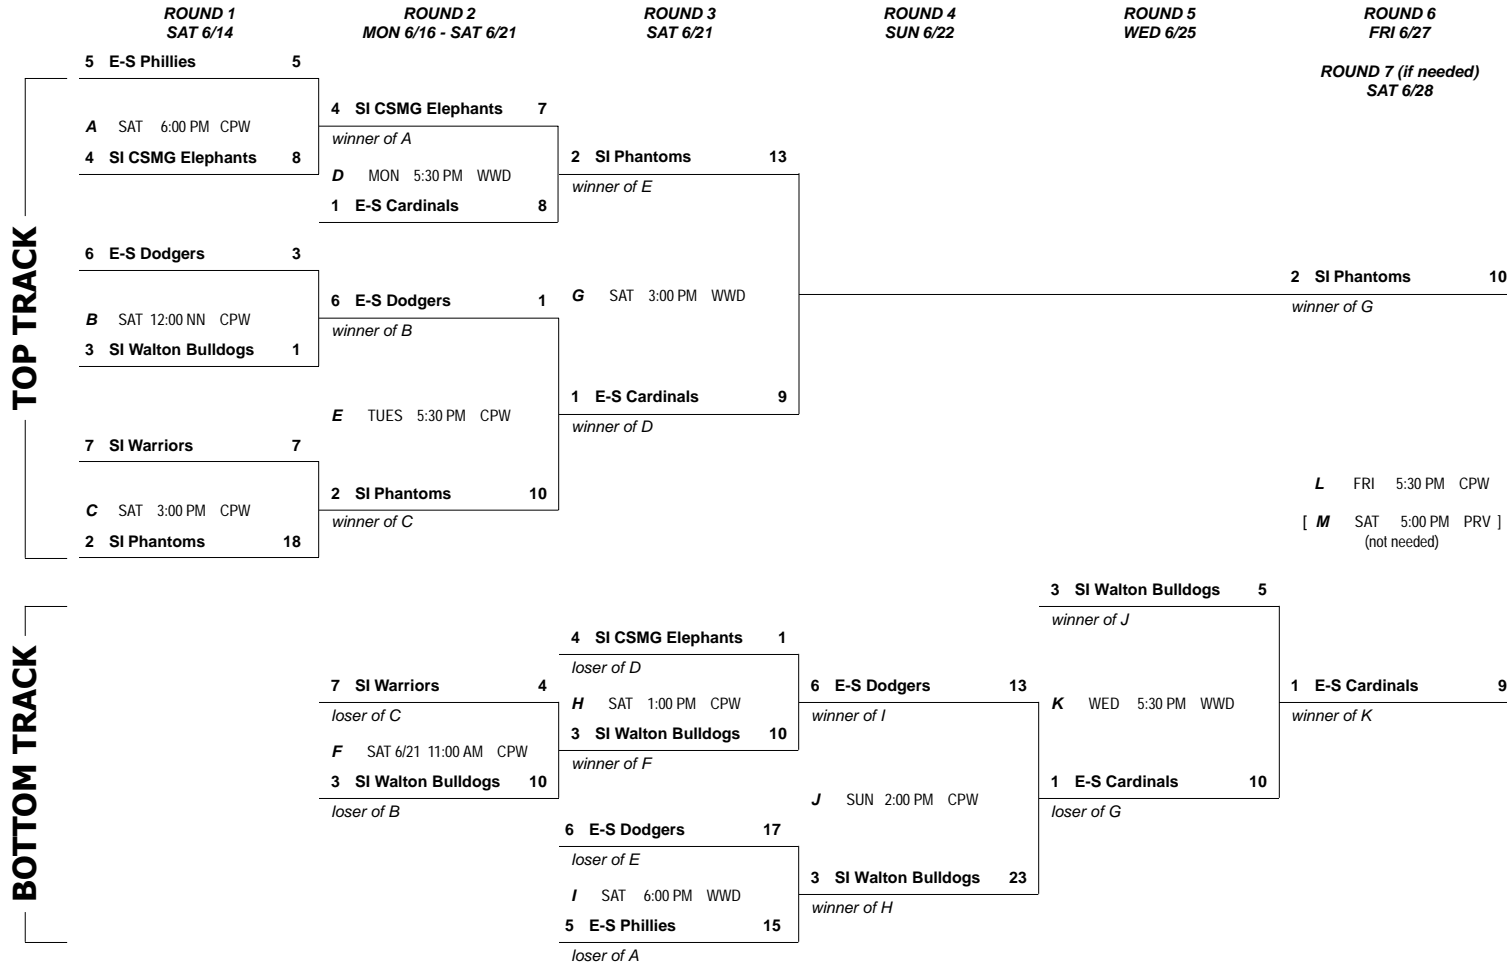 ROUND 1
SAT 6/14
ROUND 2
MON 6/16 - SAT 6/21
ROUND 3
SAT 6/21
ROUND 4
SUN 6/22
ROUND 5
WED 6/25
ROUND 6
FRI 6/27
ROUND 7 (if needed)
SAT 6/28
TOP TRACK
5 E-S Phillies 5
A SAT 6:00 PM CPW
4 SI CSMG Elephants 8
6 E-S Dodgers 3
B SAT 12:00 NN CPW
3 SI Walton Bulldogs 1
7 SI Warriors 7
C SAT 3:00 PM CPW
2 SI Phantoms 18
4 SI CSMG Elephants 7
winner of A
D MON 5:30 PM WWD
1 E-S Cardinals 8
6 E-S Dodgers 1
winner of B
E TUES 5:30 PM CPW
2 SI Phantoms 10
winner of C
2 SI Phantoms 13
winner of E
G SAT 3:00 PM WWD
1 E-S Cardinals 9
winner of D
2 SI Phantoms 10
winner of G
L FRI 5:30 PM CPW
[ M SAT 5:00 PM PRV ]
(not needed)
BOTTOM TRACK
7 SI Warriors 4
loser of C
F SAT 6/21 11:00 AM CPW
3 SI Walton Bulldogs 10
loser of B
4 SI CSMG Elephants 1
loser of D
H SAT 1:00 PM CPW
3 SI Walton Bulldogs 10
winner of F
6 E-S Dodgers 17
loser of E
I SAT 6:00 PM WWD
5 E-S Phillies 15
loser of A
6 E-S Dodgers 13
winner of I
J SUN 2:00 PM CPW
3 SI Walton Bulldogs 23
winner of H
3 SI Walton Bulldogs 5
winner of J
K WED 5:30 PM WWD
1 E-S Cardinals 10
loser of G
1 E-S Cardinals 9
winner of K